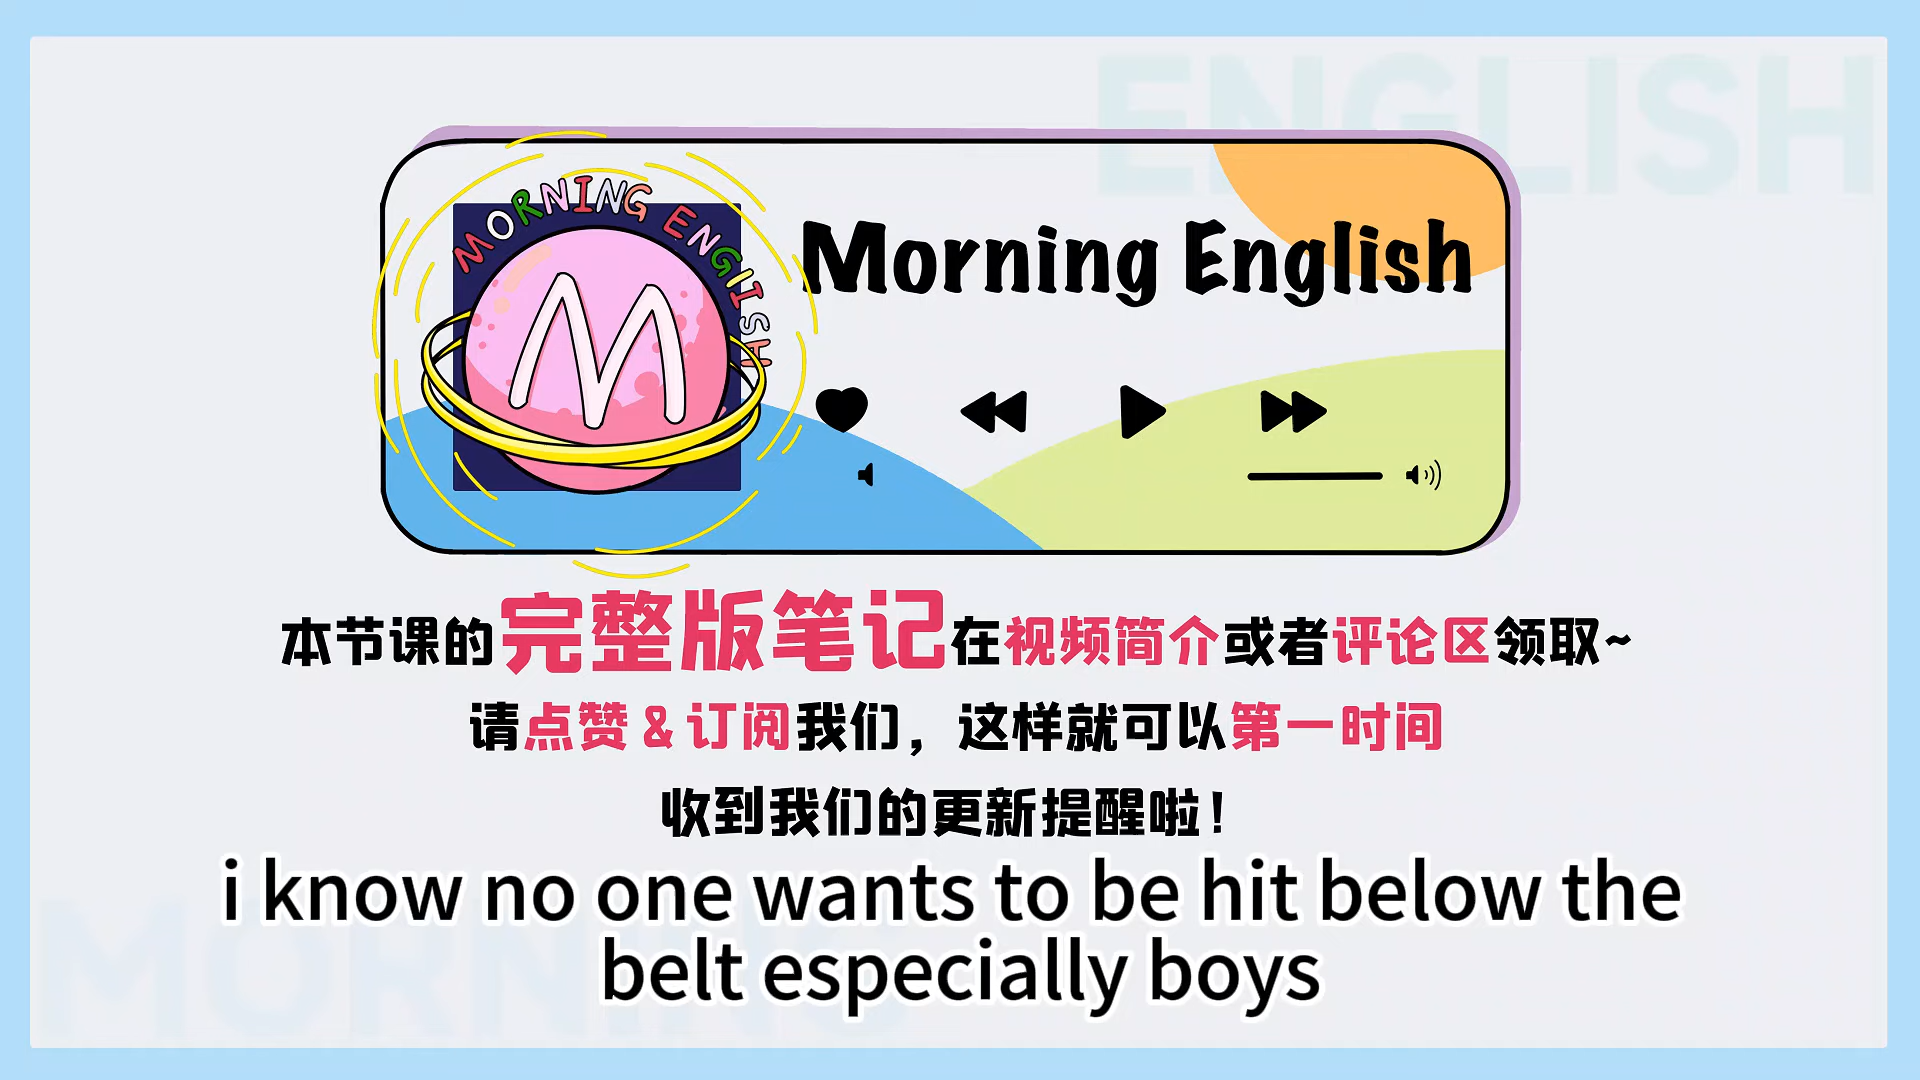 ENGLISH
MORNING ENGLISH
M
Morning English
本节课的完整版笔记在视频简介或者评论区领取~
请点赞&订阅我们，这样就可以第一时间
收到我们的更新提醒啦！
i know no one wants to be hit below the
belt especially boys
MORNING